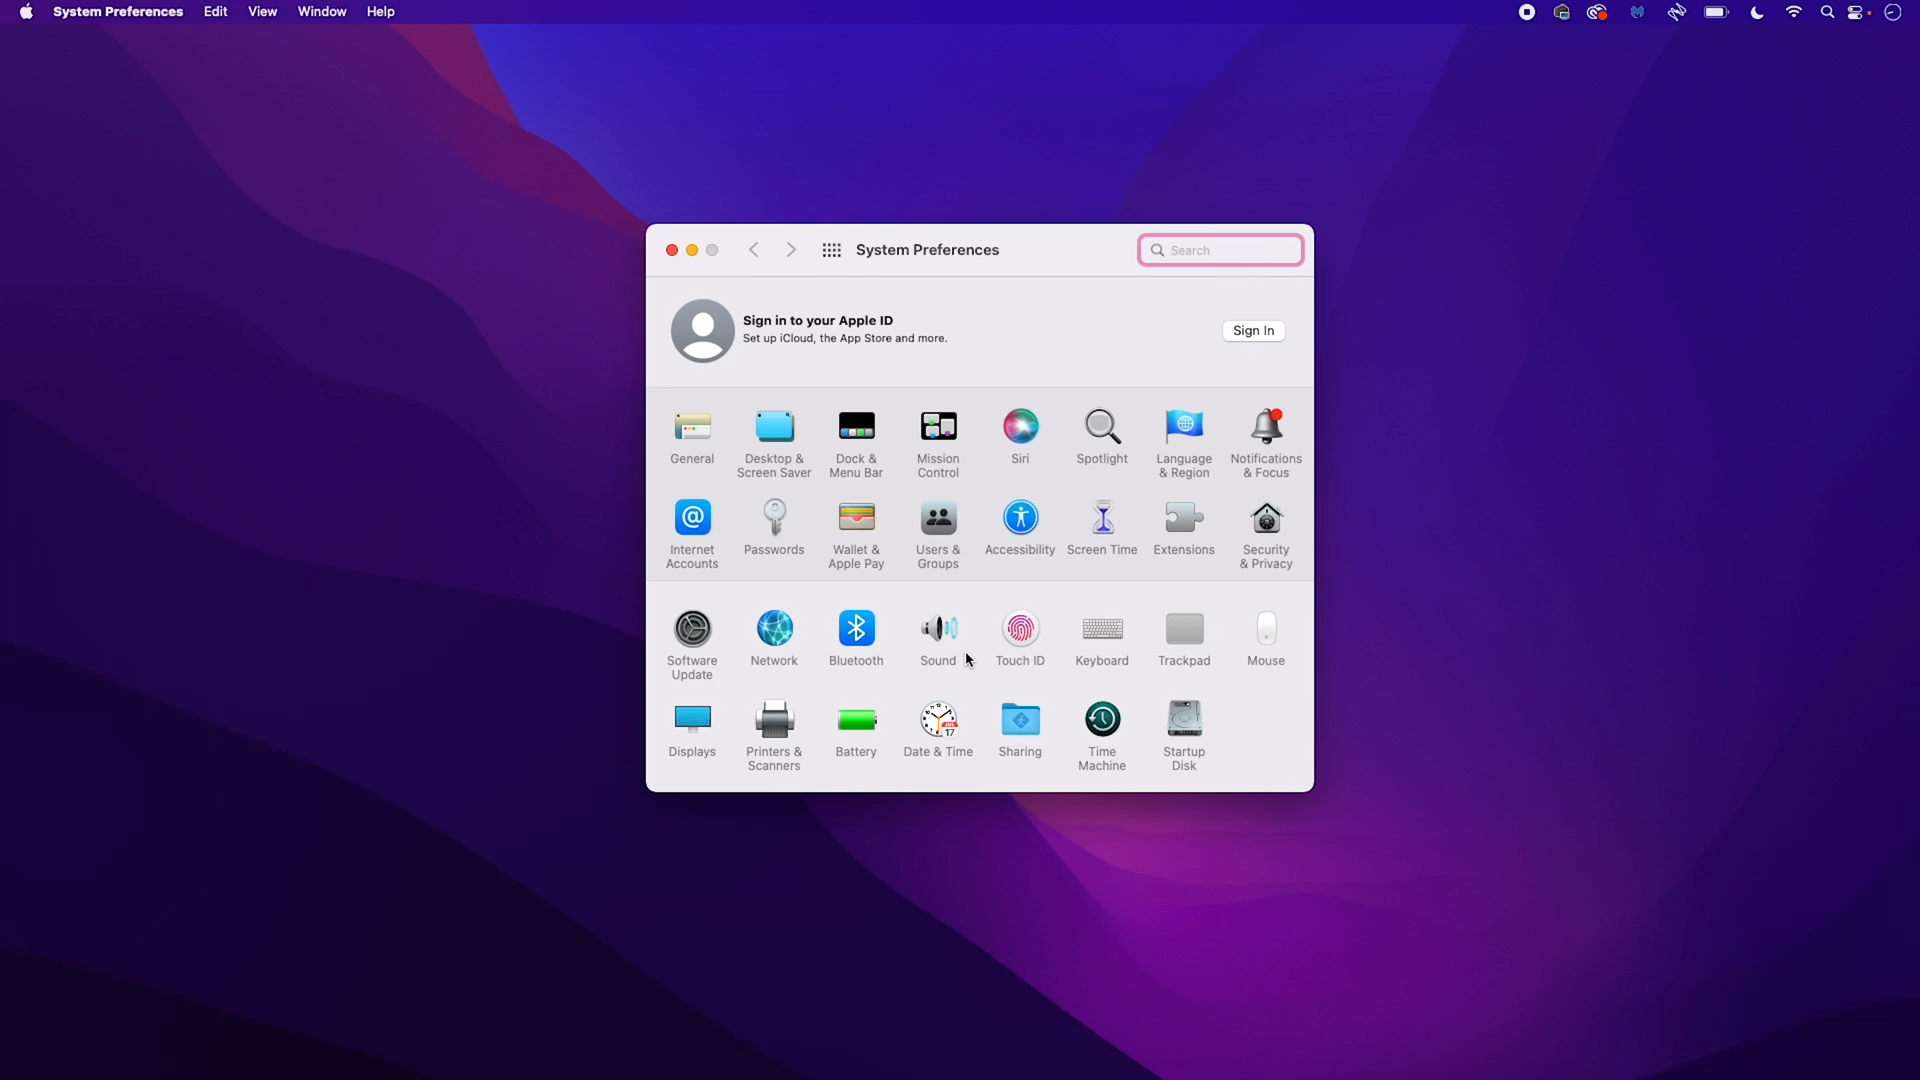 System Preferences Edit View Window Help
System Preferences
Search
Sign in to your Apple ID
Set up iCloud, the App Store and more.
Sign In
General
Desktop &
Screen Saver
Dock &
Menu Bar
Mission
Control
Siri
Spotlight
Language
& Region
Notifications
& Focus
Internet
Accounts
Passwords
Wallet &
Apple Pay
Users &
Groups
Accessibility
Screen Time
Extensions
Security
& Privacy
Software
Update
Network
Bluetooth
Sound
Touch ID
Keyboard
Trackpad
Mouse
Displays
Printers &
Scanners
Battery
JUL
17
Date & Time
Sharing
Time
Machine
Startup
Disk